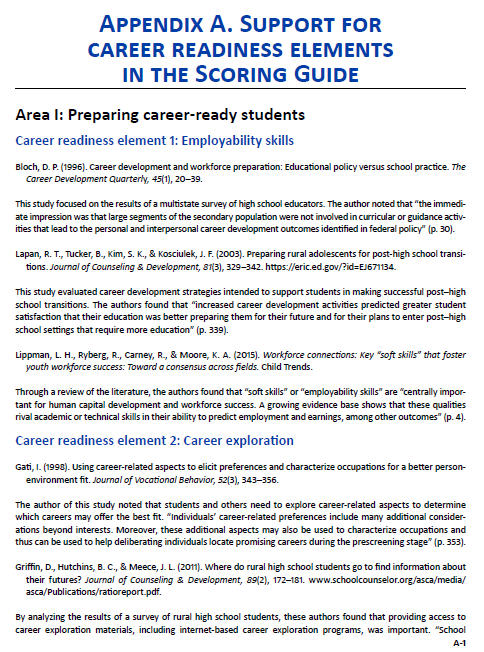 APPENDIX A. SUPPORT FOR
CAREER READINESS ELEMENTS
IN THE SCORING GUIDE
Area I: Preparing career-ready students
Career readiness element 1: Employability skills
Bloch, D. P. (1996). Career development and workforce preparation: Educational policy versus school practice. The
Career Development Quarterly, 45(1), 20–39.
This study focused on the results of a multistate survey of high school educators. The author noted that “the immedi-
ate impression was that large segments of the secondary population were not involved in curricular or guidance activ-
ities that lead to the personal and interpersonal career development outcomes identified in federal policy” (p. 30).
Lapan, R. T., Tucker, B., Kim, S. K., & Kosciulek, J. F. (2003). Preparing rural adolescents for post-high school transi-
tions. Journal of Counseling & Development, 81(3), 329–342. https://eric.ed.gov/?id=EJ671134.
This study evaluated career development strategies intended to support students in making successful post–high
school transitions. The authors found that “increased career development activities predicted greater student
satisfaction that their education was better preparing them for their future and for their plans to enter post–high
school settings that require more education” (p. 339).
Lippman, L. H., Ryberg, R., Carney, R., & Moore, K. A. (2015). Workforce connections: Key “soft skills” that foster
youth workforce success: Toward a consensus across fields. Child Trends.
Through a review of the literature, the authors found that “soft skills” or “employability skills” are “centrally impor-
tant for human capital development and workforce success. A growing evidence base shows that these qualities
rival academic or technical skills in their ability to predict employment and earnings, among other outcomes” (p. 4).
Career readiness element 2: Career exploration
Gati, I. (1998). Using career-related aspects to elicit preferences and characterize occupations for a better person-
environment fit. Journal of Vocational Behavior, 52(3), 343–356.
The author of this study noted that students and others need to explore career-related aspects to determine
which careers may offer the best fit. “Individuals’ career-related preferences include many additional consider-
ations beyond interests. Moreover, these additional aspects may also be used to characterize occupations and
thus can be used to help deliberating individuals locate promising careers during the prescreening stage” (p. 353).
Griffin, D., Hutchins, B. C., & Meece, J. L. (2011). Where do rural high school students go to find information about
their futures? Journal of Counseling & Development, 89(2), 172–181. www.schoolcounselor.org/asca/media/
asca/Publications/ratioreport.pdf.
By analyzing the results of a survey of rural high school students, these authors found that providing access to
career exploration materials, including internet-based career exploration programs, was important. “School
A-1